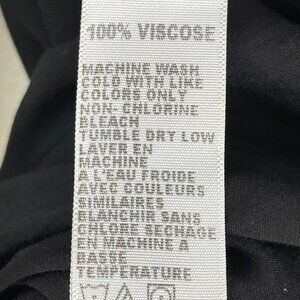 100% VISCOSE
MACHINE WASH
COLD WITH LIKE
COLORS ONLY
NON- CHLORINE
BLEACH
TUMBLE DRY LOW
LAVER EN
MACHINE
A L'EAU FROIDE
AVEC COULEURS
SIMILAIRES
BLANCHIR SANS
CHLORE SECHAGE
EN MACHINE A
BASSE
TEMPERATURE